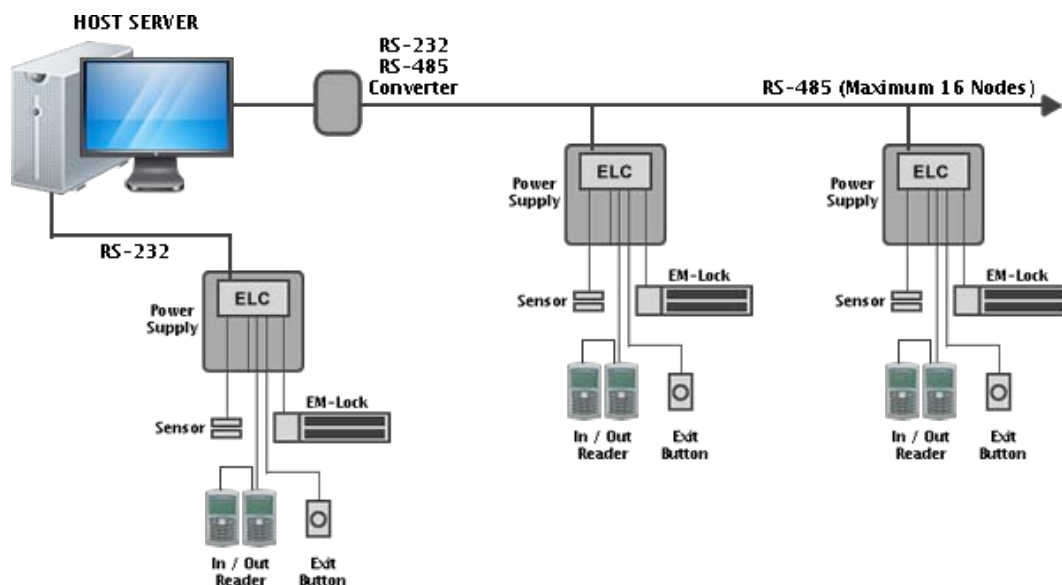 HOST SERVER
RS-232
RS-485
Converter
RS-485 (Maximum 16 Nodes)
RS-232
ELC
Power
Supply
Sensor
EM-Lock
In / Out
Reader
Exit
Button
ELC
Power
Supply
Sensor
EM-Lock
In / Out
Reader
Exit
Button
ELC
Power
Supply
Sensor
EM-Lock
In / Out
Reader
Exit
Button